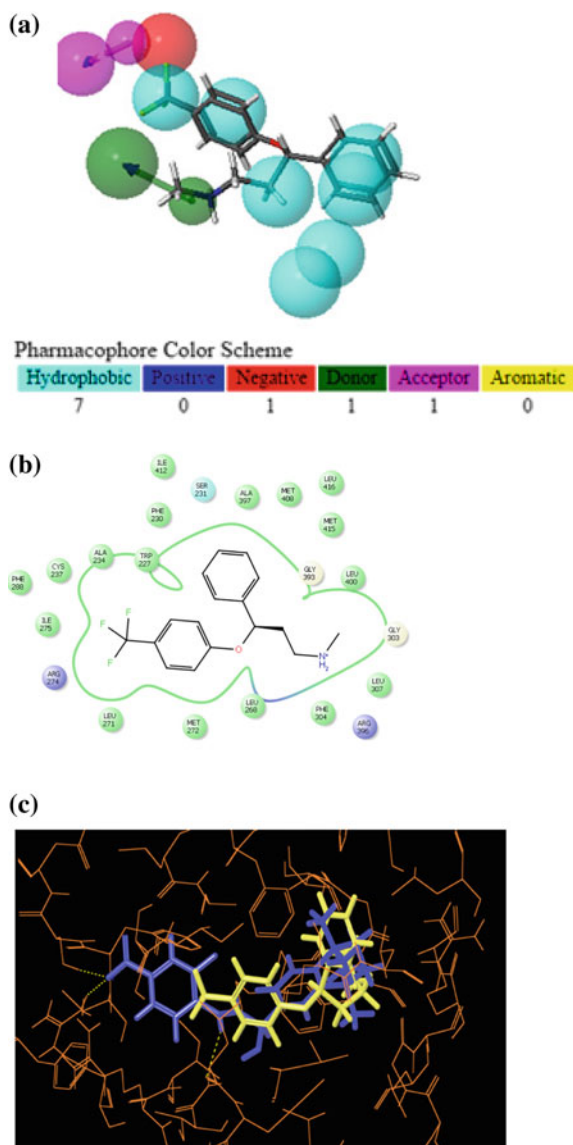 (a)
Pharmacophore Color Scheme
Hydrophobic Positive Negative Donor Acceptor Aromatic
7 0 1 1 1 0
(b)
ILE 412
SER 231
ALA 397
MET 408
LEU 416
PHE 230
MET 415
ALA 234
TRP 227
GLY 393
LEU 400
CYS 237
PHE 288
ILE 275
GLY 303
ARG 274
LEU 307
LEU 271
MET 272
LEU 268
PHE 304
ARG 396
F
F
F
O
N+
H2
(c)